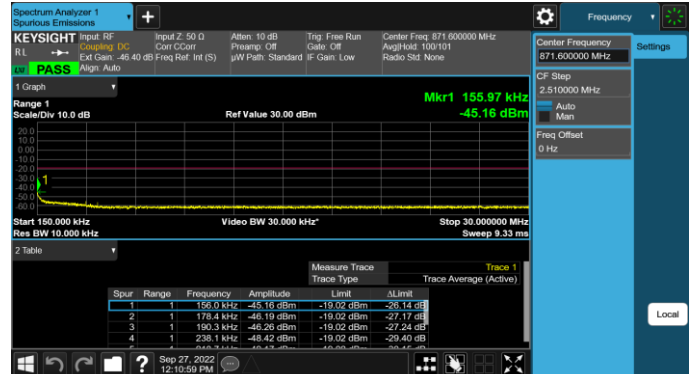 Spectrum Analyzer 1
Spurious Emissions
+
Frequency
KEYSIGHT
Input: RF
Input Z: 50 Ω
Atten: 10 dB
Trig: Free Run
Center Freq: 871.600000 MHz
RL
Coupling: DC
Corr CCorr
Preamp: Off
Gate: Off
Avg|Hold: 100/101
Ext Gain: -46.40 dB
Freq Ref: Int (S)
µW Path: Standard
IF Gain: Low
Radio Std: None
PASS
Align: Auto
Center Frequency
871.600000 MHz
Settings
CF Step
2.510000 MHz
Auto
Man
Freq Offset
0 Hz
1 Graph
Range 1
Mkr1 155.97 kHz
Scale/Div 10.0 dB
Ref Value 30.00 dBm
-45.16 dBm
20.0
10.0
0.00
-10.0
-20.0
-30.0
-40.0
-50.0
-60.0
1
Start 150.000 kHz
Video BW 30.000 kHz*
Stop 30.000000 MHz
Res BW 10.000 kHz
Sweep 9.33 ms
2 Table
Measure Trace Trace 1
Trace Type Trace Average (Active)
Spur Range Frequency Amplitude Limit ΔLimit
1 1 156.0 kHz -45.16 dBm -19.02 dBm -26.14 dB
2 1 178.4 kHz -46.19 dBm -19.02 dBm -27.17 dB
3 1 190.3 kHz -46.26 dBm -19.02 dBm -27.24 dB
4 1 238.1 kHz -48.42 dBm -19.02 dBm -29.40 dB
Local
?
Sep 27, 2022
12:10:59 PM